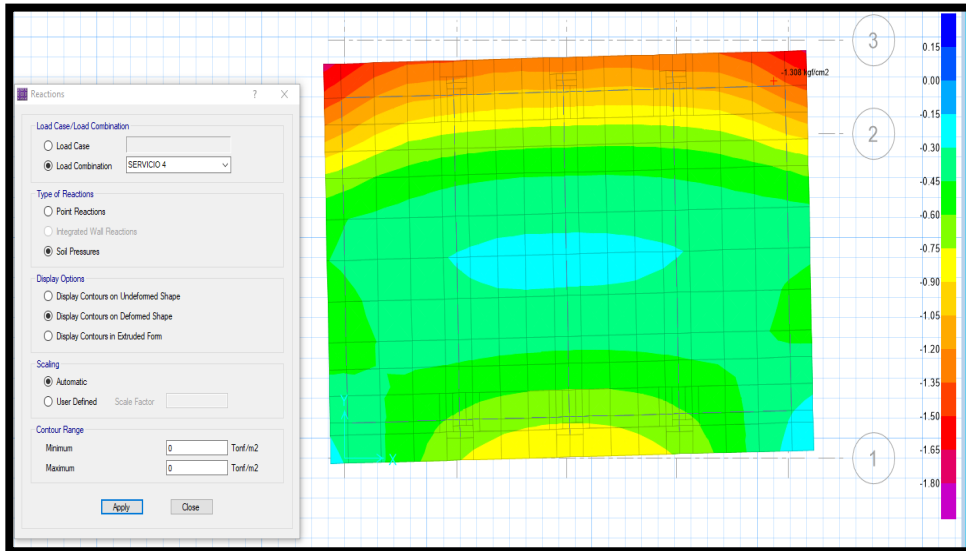 Reactions
? X
Load Case/Load Combination
Load Case
Load Combination SERVICIO 4
Type of Reactions
Point Reactions
Integrated Wall Reactions
Soil Pressures
Display Options
Display Contours on Undeformed Shape
Display Contours on Deformed Shape
Display Contours in Extruded Form
Scaling
Automatic
User Defined Scale Factor
Contour Range
Minimum 0 Tonf/m2
Maximum 0 Tonf/m2
Apply Close
-1.306 kgf/cm2
Y
X
3
2
1
0.15
0.00
-0.15
-0.30
-0.45
-0.60
-0.75
-0.90
-1.05
-1.20
-1.35
-1.50
-1.65
-1.80